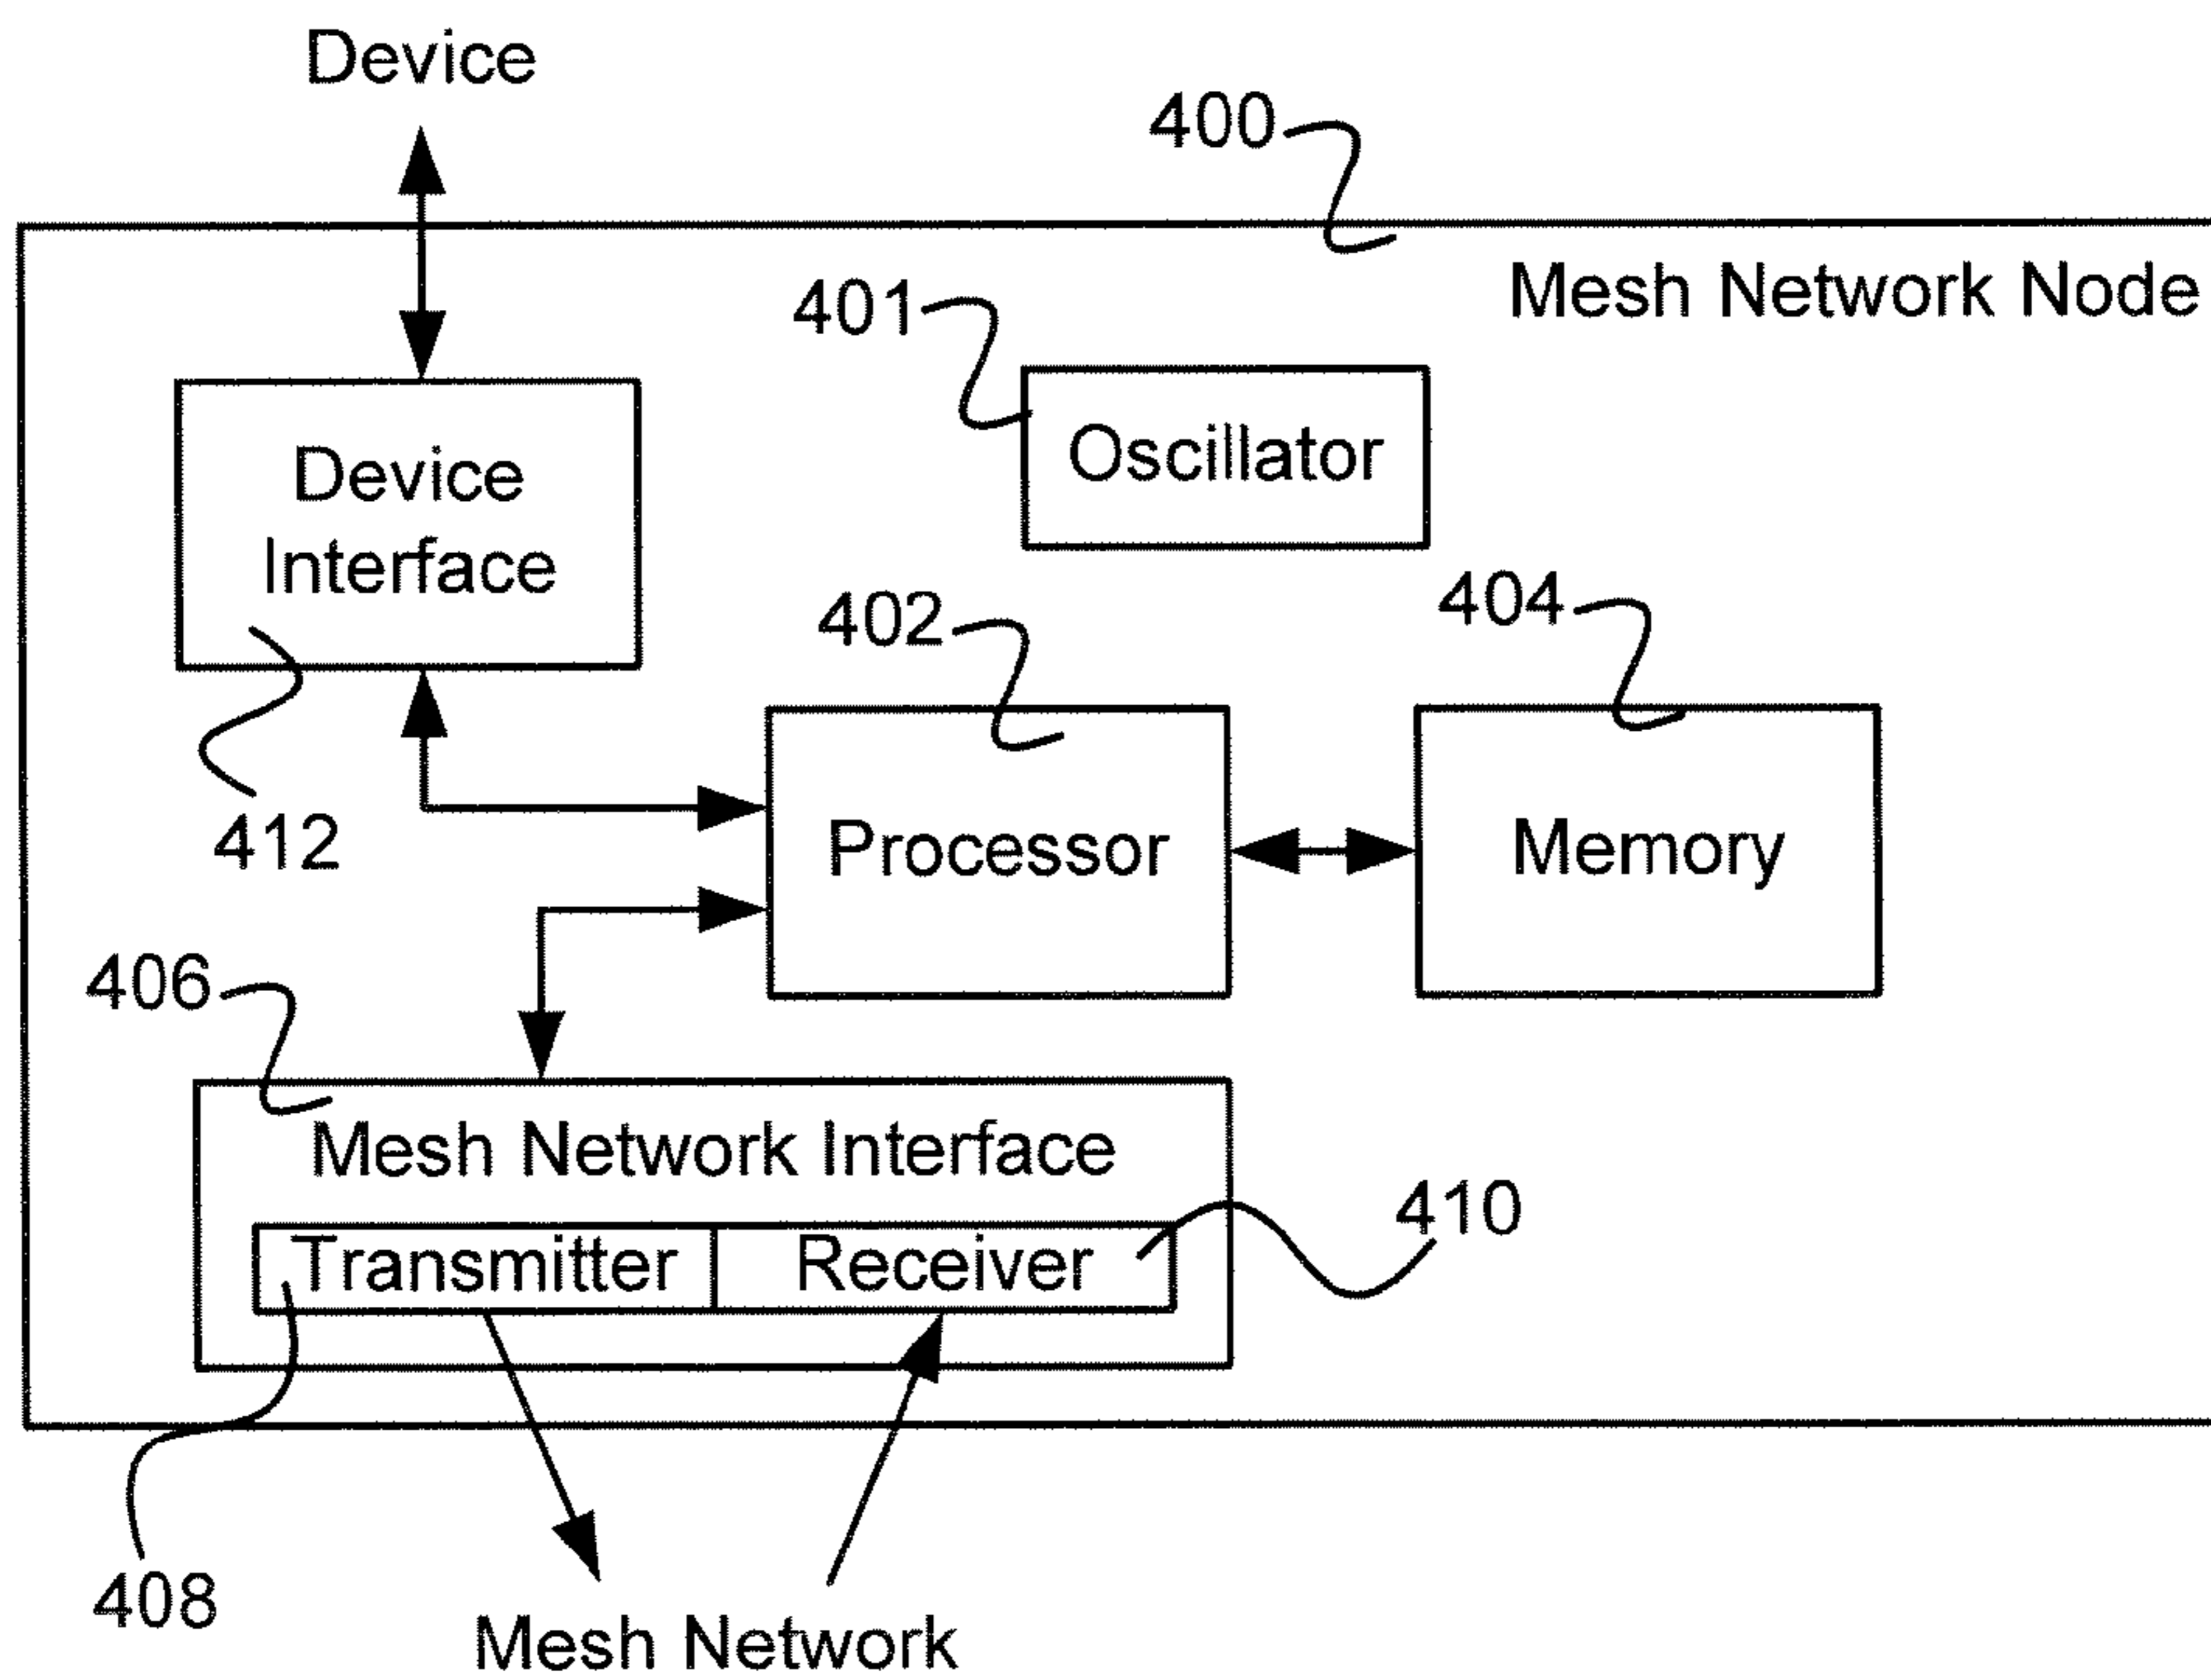 Device
400
Mesh Network Node
401
Oscillator
Device
Interface
402
404
412
Processor
Memory
406
Mesh Network Interface
410
Transmitter
Receiver
408
Mesh Network